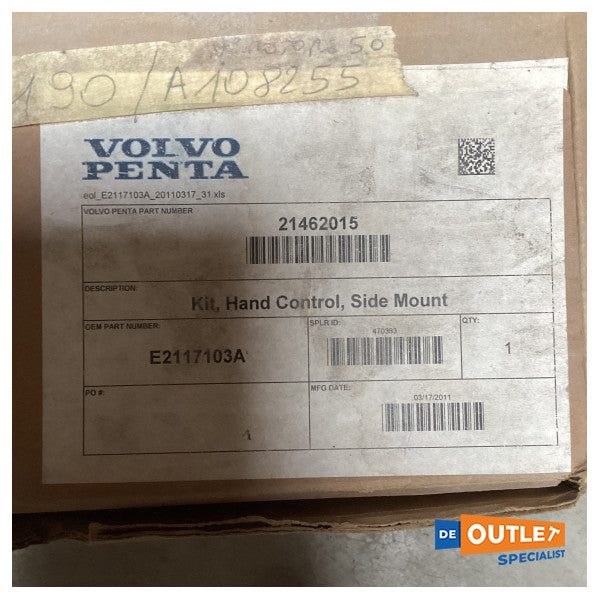 190/A108255
VOLVO
PENTA
eol_E2117103A_20110317_31.xls
VOLVO PENTA PART NUMBER
21462015
DESCRIPTION:
Kit, Hand Control, Side Mount
OEM PART NUMBER:
E2117103A
SPLR ID:
470383
QTY:
1
PO #:
1
MFG DATE:
03/17/2011
DE OUTLET
SPECIALIST